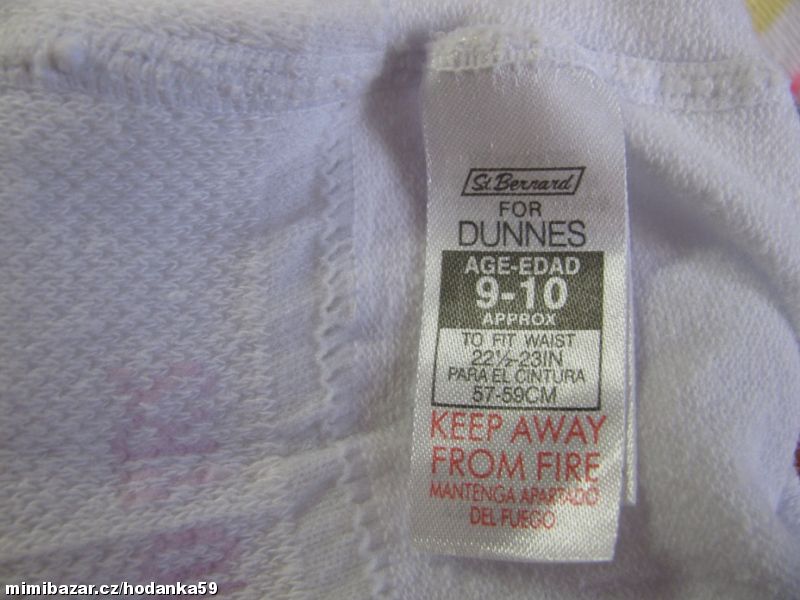 St. Bernard
FOR
DUNNES
AGE-EDAD
9-10
APPROX
TO FIT WAIST
22½-23IN
PARA EL CINTURA
57-59CM
KEEP AWAY
FROM FIRE
MANTENGA APARTADO
DEL FUEGO
mimibazar.cz/hodanka59